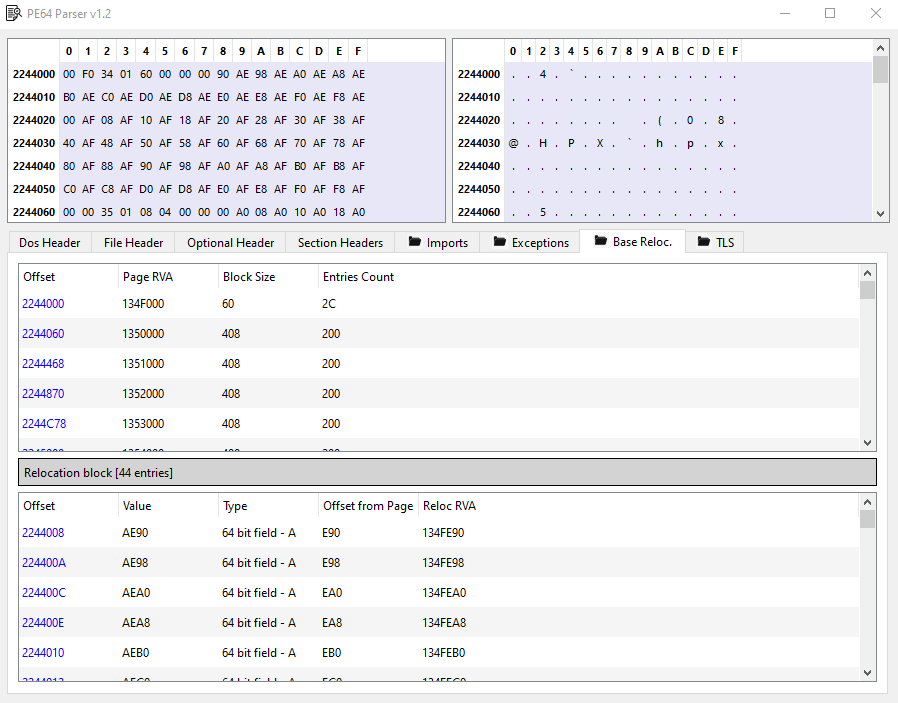 PE64 Parser v1.2
0 1 2 3 4 5 6 7 8 9 A B C D E F
2244000 00 F0 34 01 60 00 00 00 90 AE 98 AE A0 AE A8 AE
2244010 B0 AE C0 AE D0 AE D8 AE E0 AE E8 AE F0 AE F8 AE
2244020 00 AF 08 AF 10 AF 18 AF 20 AF 28 AF 30 AF 38 AF
2244030 40 AF 48 AF 50 AF 58 AF 60 AF 68 AF 70 AF 78 AF
2244040 80 AF 88 AF 90 AF 98 AF A0 AF A8 AF B0 AF B8 AF
2244050 C0 AF C8 AF D0 AF D8 AF E0 AF E8 AF F0 AF F8 AF
2244060 00 00 35 01 08 04 00 00 00 A0 08 A0 10 A0 18 A0
0 1 2 3 4 5 6 7 8 9 A B C D E F
2244000 . . 4 . ` . . . . . . . . . . .
2244010 . . . . . . . . . . . . . . . .
2244020 . . . . . . . .   . ( . 0 . 8 .
2244030 @ . H . P . X . ` . h . p . x .
2244040 . . . . . . . . . . . . . . . .
2244050 . . . . . . . . . . . . . . . .
2244060 . . 5 . . . . . . . . . . . . .
Dos Header File Header Optional Header Section Headers Imports Exceptions Base Reloc. TLS
Offset Page RVA Block Size Entries Count
2244000 134F000 60 2C
2244060 1350000 408 200
2244468 1351000 408 200
2244870 1352000 408 200
2244C78 1353000 408 200
Relocation block [44 entries]
Offset Value Type Offset from Page Reloc RVA
2244008 AE90 64 bit field - A E90 134FE90
224400A AE98 64 bit field - A E98 134FE98
224400C AEA0 64 bit field - A EA0 134FEA0
224400E AEA8 64 bit field - A EA8 134FEA8
2244010 AEB0 64 bit field - A EB0 134FEB0